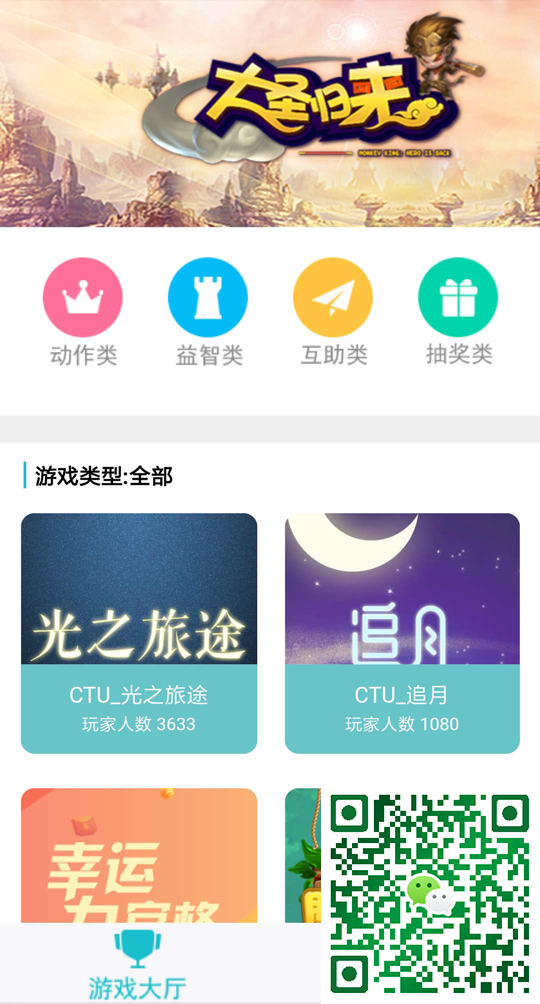 大圣归来
MONKEY KING: HERO IS BACK
动作类
益智类
互助类
抽奖类
游戏类型:全部
光之旅途
追月
CTU_光之旅途
玩家人数 3633
CTU_追月
玩家人数 1080
幸运
九宫格
游戏大厅